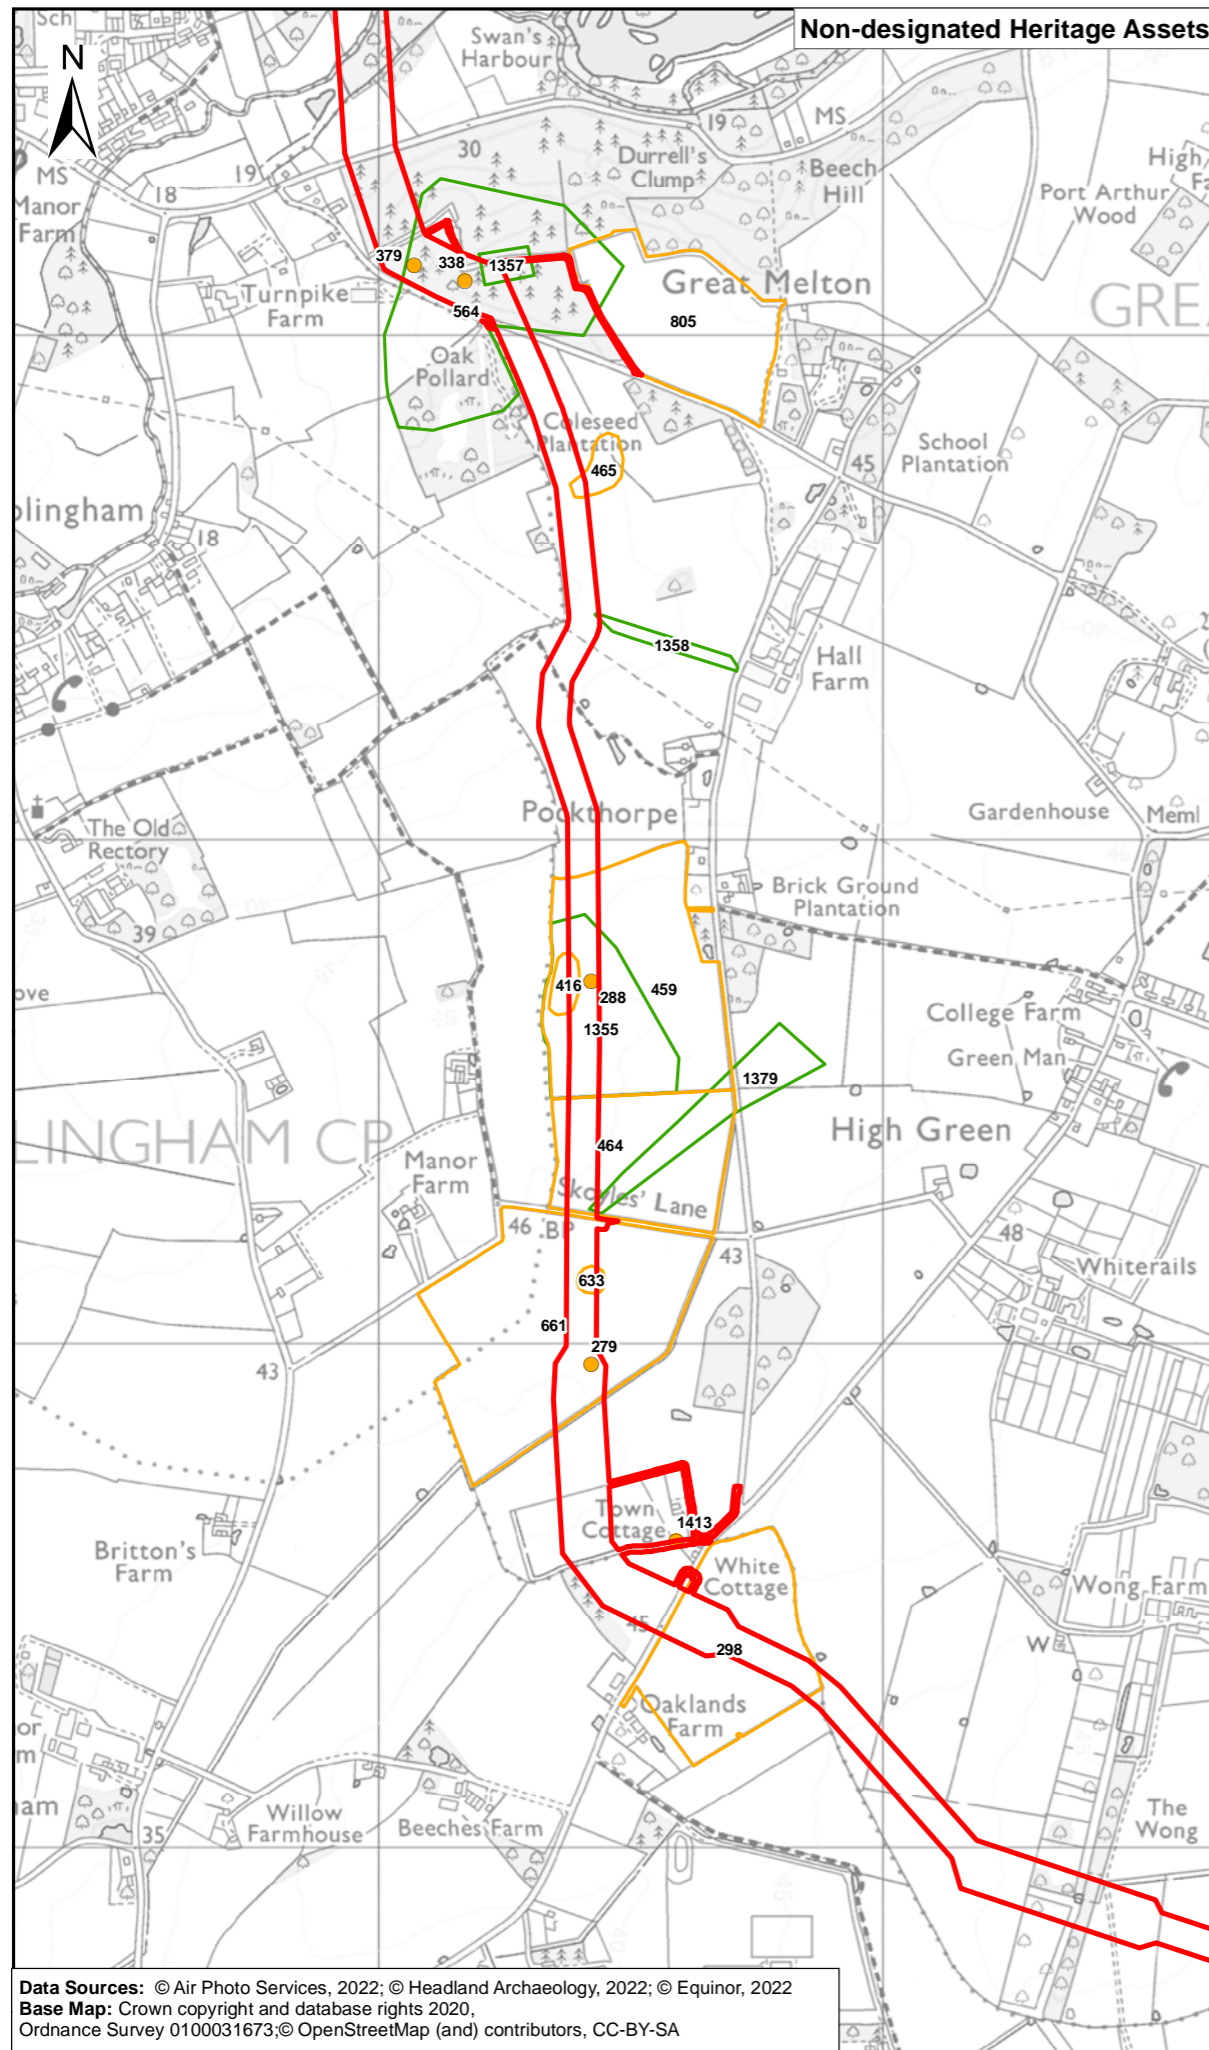 Non-designated Heritage Assets
Sch
Swan's
Harbour
N
MS
19
MS
30
Durrell's
Clump
Beech
Hill
High
Port Arthur
Wood
19
MS
18
Manor
Farm
379
338
1357
Great Melton
Turnpike
Farm
564
805
Oak
Pollard
Coleseed
Plantation
465
School
Plantation
45
18
1358
Hall
Farm
Pockthorpe
Gardenhouse
Meml
46
The Old
Rectory
40
Brick Ground
Plantation
39
416
288
459
1355
College Farm
Green Man
1379
LINGHAM CP
464
High Green
Manor
Farm
Skoyles' Lane
46
BP
43
48
633
Whiterails
661
279
43
Town
Cottage
1413
Britton's
Farm
White
Cottage
Wong Farm
45
W
298
Oaklands
Farm
Willow
Farmhouse
Beeches Farm
The
Wong
35
Data Sources: © Air Photo Services, 2022; © Headland Archaeology, 2022; © Equinor, 2022
Base Map: Crown copyright and database rights 2020,
Ordnance Survey 0100031673;© OpenStreetMap (and) contributors, CC-BY-SA